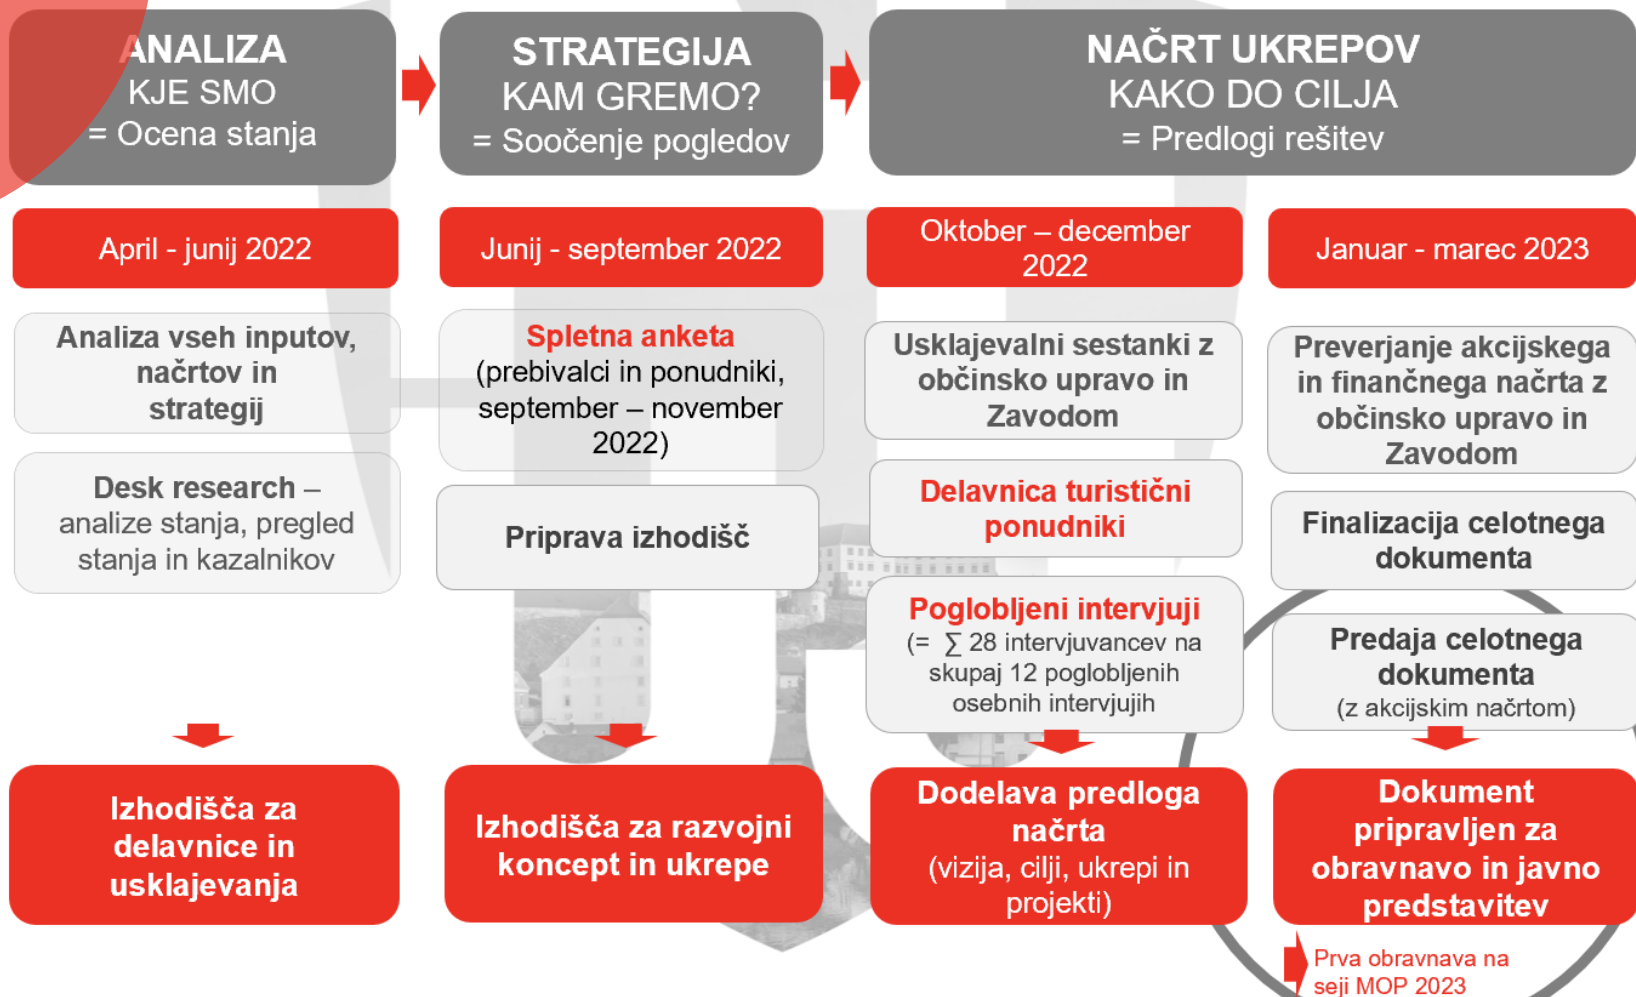 ANALIZA
KJE SMO
= Ocena stanja
STRATEGIJA
KAM GREMO?
= Soočenje pogledov
NAČRT UKREPOV
KAKO DO CILJA
= Predlogi rešitev
April - junij 2022
Junij - september 2022
Oktober – december
2022
Januar - marec 2023
Analiza vseh inputov,
načrtov in
strategij
Desk research –
analize stanja, pregled
stanja in kazalnikov
Izhodišča za
delavnice in
usklajevanja
Spletna anketa
(prebivalci in ponudniki,
september – november
2022)
Priprava izhodišč
Izhodišča za razvojni
koncept in ukrepe
Usklajevalni sestanki z
občinsko upravo in
Zavodom
Delavnica turistični
ponudniki
Poglobljeni intervjuji
(= ∑ 28 intervjuvancev na
skupaj 12 poglobljenih
osebnih intervjujih
Dodelava predloga
načrta
(vizija, cilji, ukrepi in
projekti)
Preverjanje akcijskega
in finančnega načrta z
občinsko upravo in
Zavodom
Finalizacija celotnega
dokumenta
Predaja celotnega
dokumenta
(z akcijskim načrtom)
Dokument
pripravljen za
obravnavo in javno
predstavitev
Prva obravnava na
seji MOP 2023